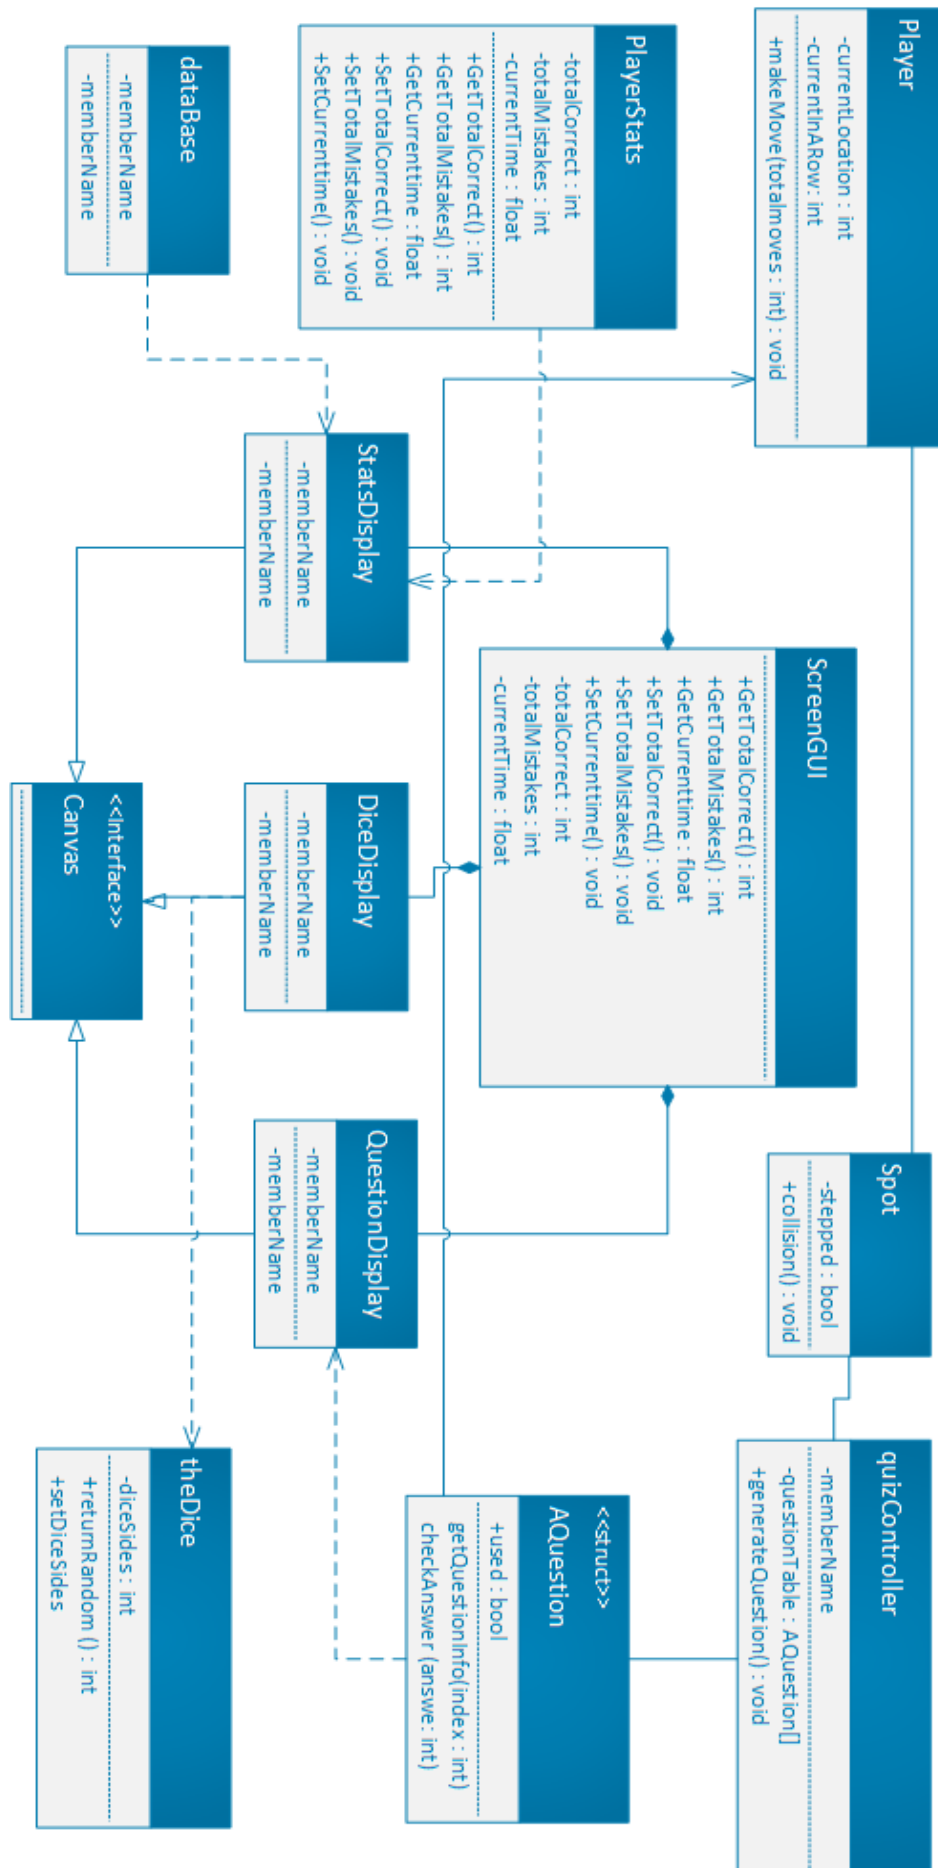 Player
-currentLocation : int
-currentInARow: int
+makeMove(totalmoves : int) : void
Spot
-stepped : bool
+collision() : void
quizController
-memberName
-questionTable : AQuestion[]
+generateQuestion() : void
ScreenGUI
+GetTotalCorrect() : int
+GetTotalMistakes() : int
+GetCurrenttime : float
+SetTotalCorrect() : void
+SetTotalMistakes() : void
+SetCurrenttime() : void
-totalCorrect : int
-totalMistakes : int
-currentTime : float
PlayerStats
-totalCorrect : int
-totalMistakes : int
-currentTime : float
+GetTotalCorrect() : int
+GetTotalMistakes() : int
+GetCurrenttime : float
+SetTotalCorrect() : void
+SetTotalMistakes() : void
+SetCurrenttime() : void
<<struct>>
AQuestion
+used : bool
getQuestionInfo(index : int)
checkAnswer (answe: int)
StatsDisplay
-memberName
-memberName
DiceDisplay
-memberName
-memberName
QuestionDisplay
-memberName
-memberName
dataBase
-memberName
-memberName
theDice
-diceSides : int
+returnRandom () : int
+setDiceSides
<<Interface>>
Canvas